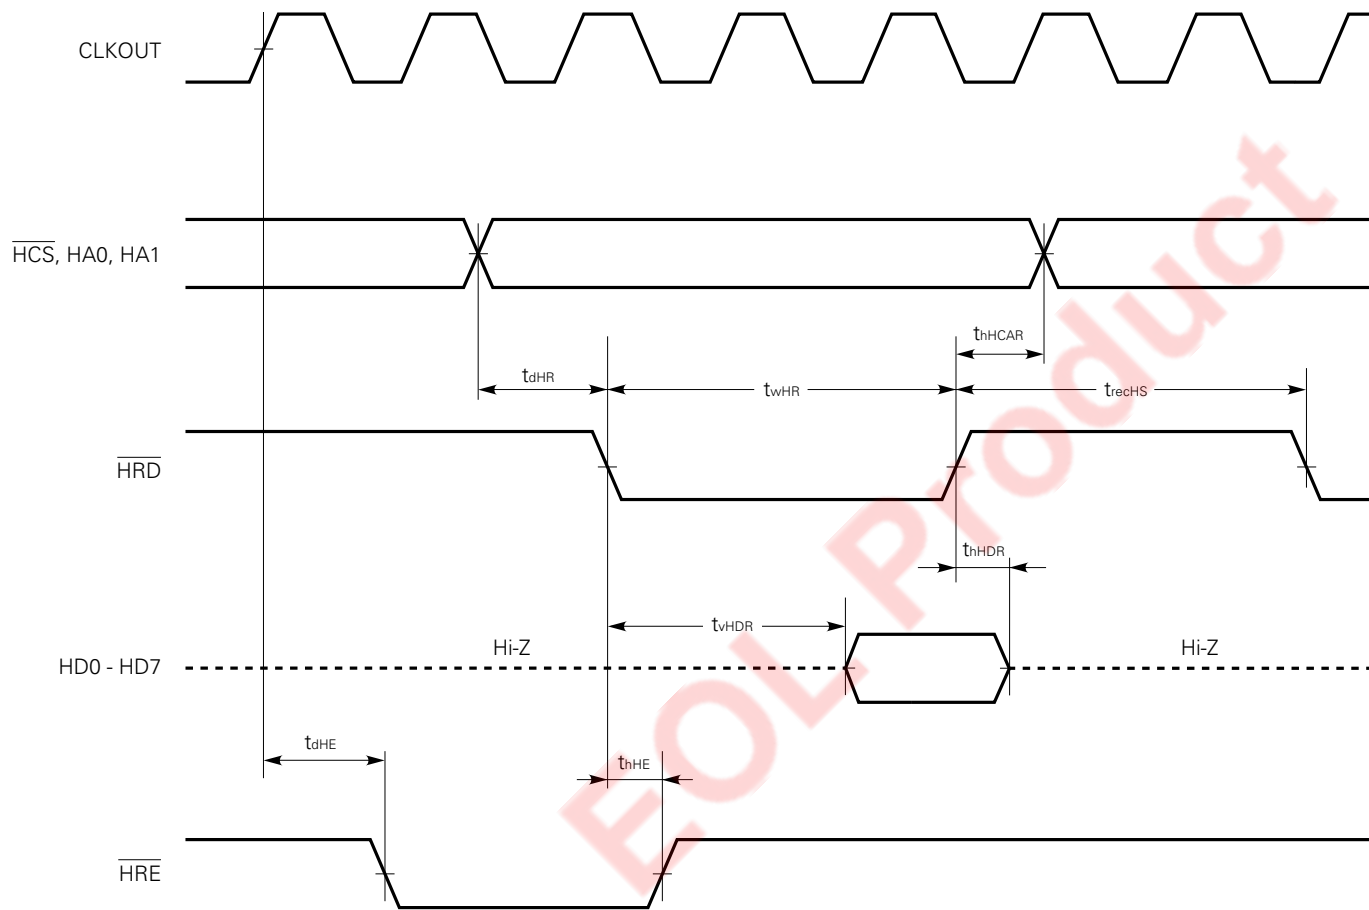 CLKOUT
HCS, HA0, HA1
thHCAR
tdHR
twHR
trecHS
HRD
thHDR
tvHDR
Hi-Z
Hi-Z
HD0 - HD7
tdHE
thHE
HRE
EOL Product